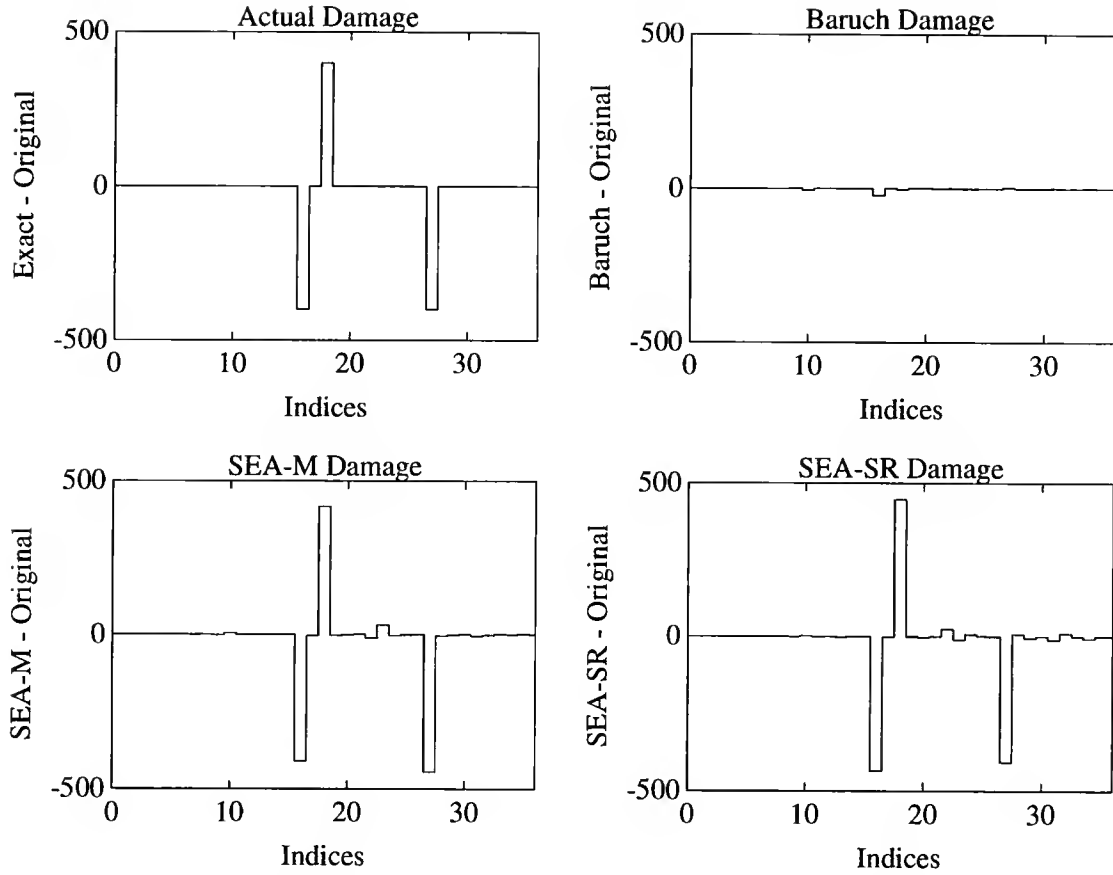 Actual Damage
500
0
-500
Exact - Original
0 10 20 30
Indices
Baruch Damage
500
0
-500
Baruch - Original
0 10 20 30
Indices
SEA-M Damage
500
0
-500
SEA-M - Original
0 10 20 30
Indices
SEA-SR Damage
500
0
-500
SEA-SR - Original
0 10 20 30
Indices